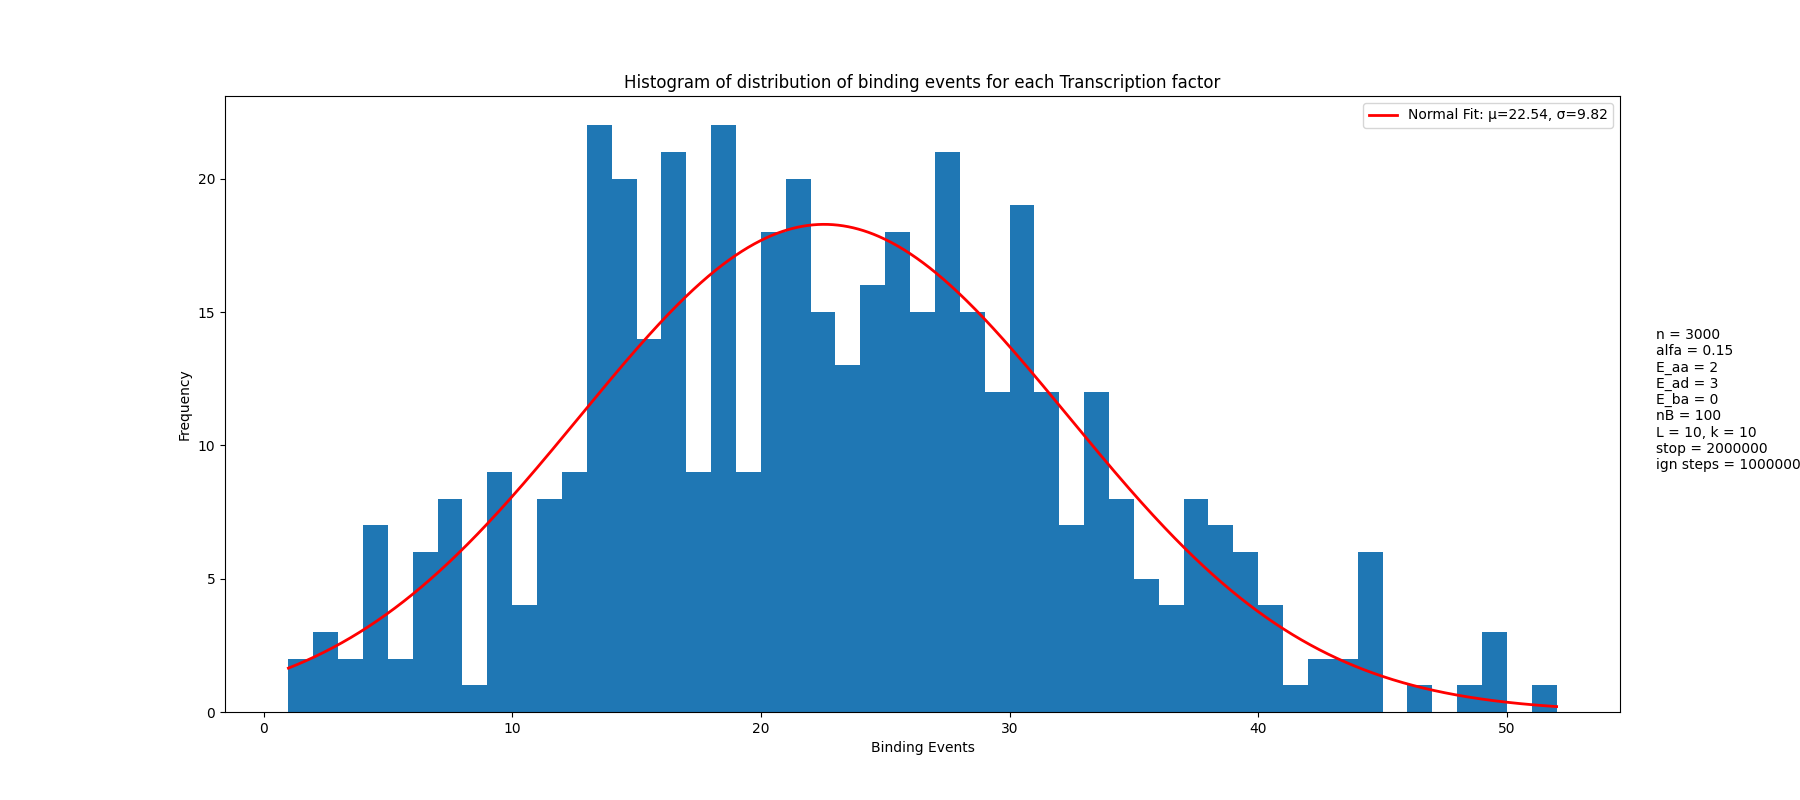 Histogram of distribution of binding events for each Transcription factor
Normal Fit: μ=22.54, σ=9.82
Frequency
20
15
10
5
0
0 10 20 30 40 50
Binding Events
n = 3000
alfa = 0.15
E_aa = 2
E_ad = 3
E_ba = 0
nB = 100
L = 10, k = 10
stop = 2000000
ign steps = 1000000